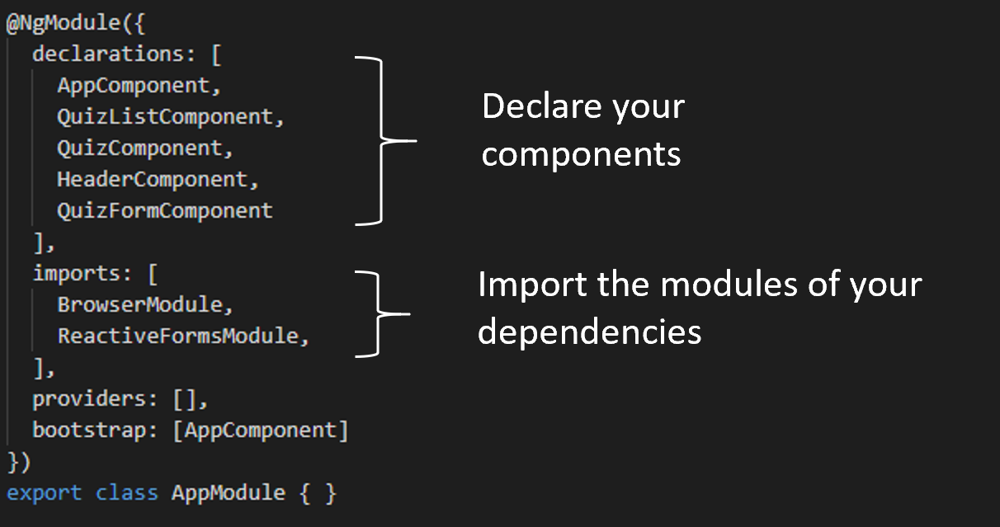 @NgModule({
declarations: [
AppComponent,
QuizListComponent,
QuizComponent,
HeaderComponent,
QuizFormComponent
],
imports: [
BrowserModule,
ReactiveFormsModule,
],
providers: [],
bootstrap: [AppComponent]
})
export class AppModule { }
Declare your
components
Import the modules of your
dependencies